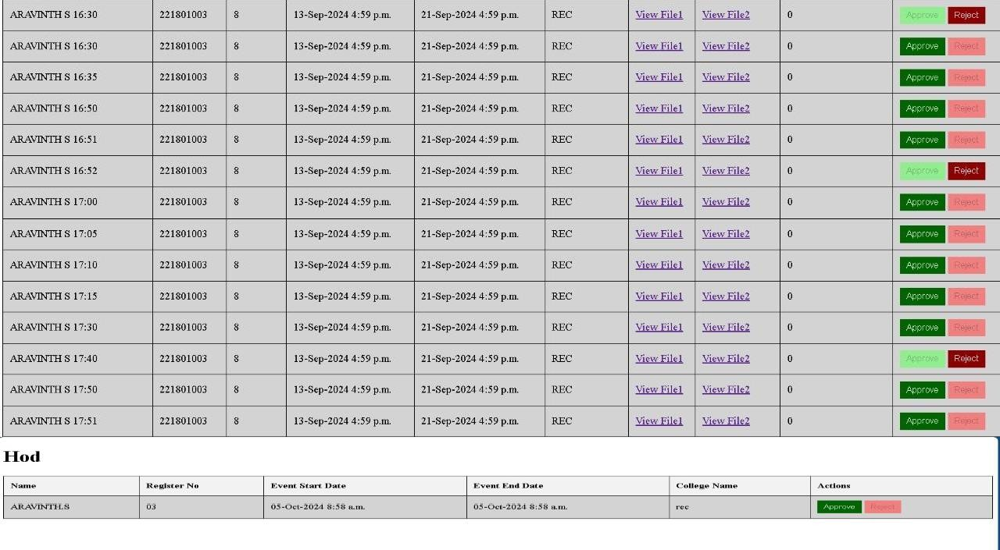 ARAVINTH S 16:30 221801003 8 13-Sep-2024 4:59 p.m. 21-Sep-2024 4:59 p.m. REC View File1 View File2 0 Approve Reject
ARAVINTH S 16:30 221801003 8 13-Sep-2024 4:59 p.m. 21-Sep-2024 4:59 p.m. REC View File1 View File2 0 Approve Reject
ARAVINTH S 16:35 221801003 8 13-Sep-2024 4:59 p.m. 21-Sep-2024 4:59 p.m. REC View File1 View File2 0 Approve Reject
ARAVINTH S 16:50 221801003 8 13-Sep-2024 4:59 p.m. 21-Sep-2024 4:59 p.m. REC View File1 View File2 0 Approve Reject
ARAVINTH S 16:51 221801003 8 13-Sep-2024 4:59 p.m. 21-Sep-2024 4:59 p.m. REC View File1 View File2 0 Approve Reject
ARAVINTH S 16:52 221801003 8 13-Sep-2024 4:59 p.m. 21-Sep-2024 4:59 p.m. REC View File1 View File2 0 Approve Reject
ARAVINTH S 17:00 221801003 8 13-Sep-2024 4:59 p.m. 21-Sep-2024 4:59 p.m. REC View File1 View File2 0 Approve Reject
ARAVINTH S 17:05 221801003 8 13-Sep-2024 4:59 p.m. 21-Sep-2024 4:59 p.m. REC View File1 View File2 0 Approve Reject
ARAVINTH S 17:10 221801003 8 13-Sep-2024 4:59 p.m. 21-Sep-2024 4:59 p.m. REC View File1 View File2 0 Approve Reject
ARAVINTH S 17:15 221801003 8 13-Sep-2024 4:59 p.m. 21-Sep-2024 4:59 p.m. REC View File1 View File2 0 Approve Reject
ARAVINTH S 17:30 221801003 8 13-Sep-2024 4:59 p.m. 21-Sep-2024 4:59 p.m. REC View File1 View File2 0 Approve Reject
ARAVINTH S 17:40 221801003 8 13-Sep-2024 4:59 p.m. 21-Sep-2024 4:59 p.m. REC View File1 View File2 0 Approve Reject
ARAVINTH S 17:50 221801003 8 13-Sep-2024 4:59 p.m. 21-Sep-2024 4:59 p.m. REC View File1 View File2 0 Approve Reject
ARAVINTH S 17:51 221801003 8 13-Sep-2024 4:59 p.m. 21-Sep-2024 4:59 p.m. REC View File1 View File2 0 Approve Reject
Hod
Name Register No Event Start Date Event End Date College Name Actions
ARAVINTH.S 03 05-Oct-2024 8:58 a.m. 05-Oct-2024 8:58 a.m. rec Approve Reject